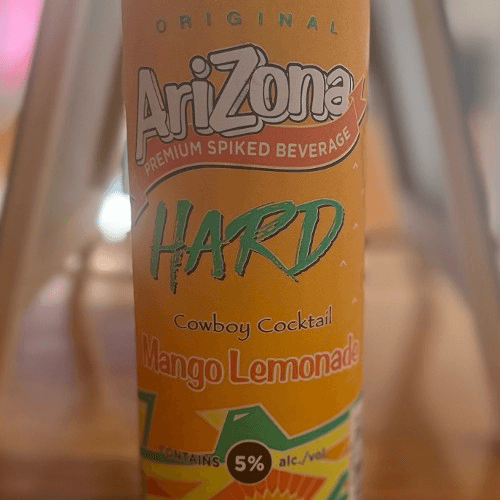 ORIGINAL
AriZona
PREMIUM SPIKED BEVERAGE
HARD
Cowboy Cocktail
Mango Lemonade
CONTAINS 5% alc./vol